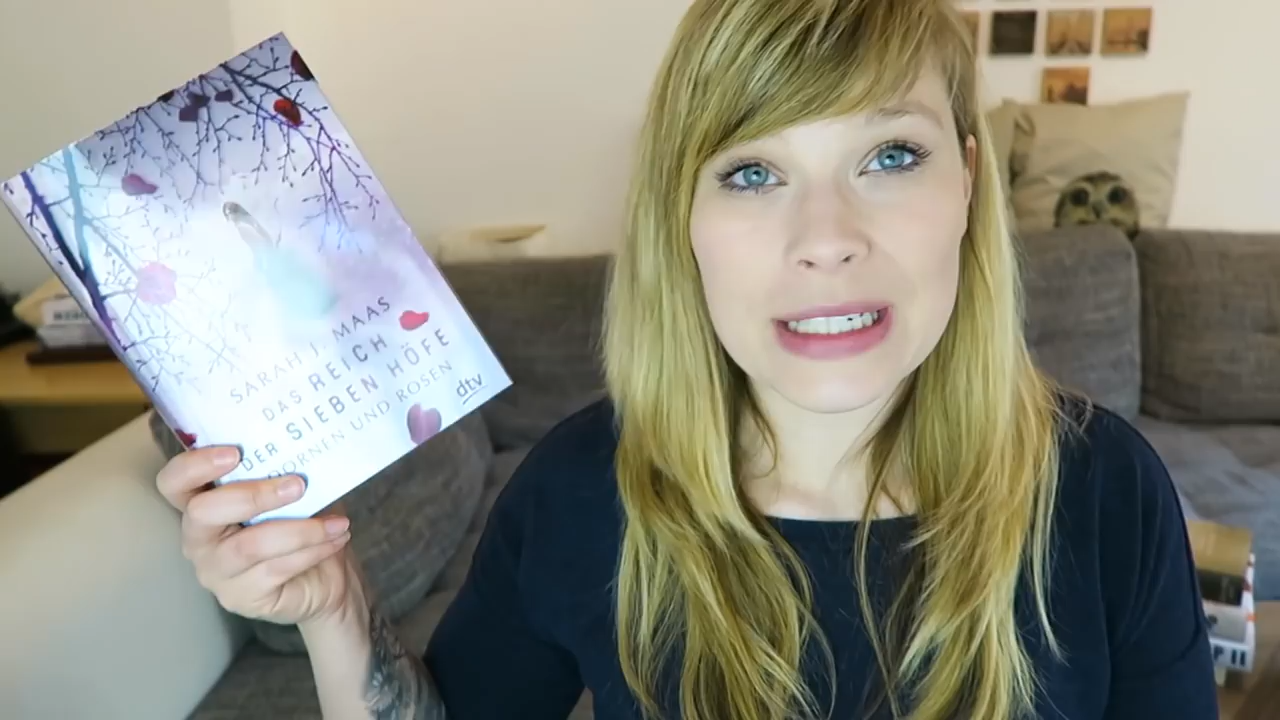 SARAH J. MAAS
DAS REICH
DER SIEBEN HÖFE
DORNEN UND ROSEN
dtv